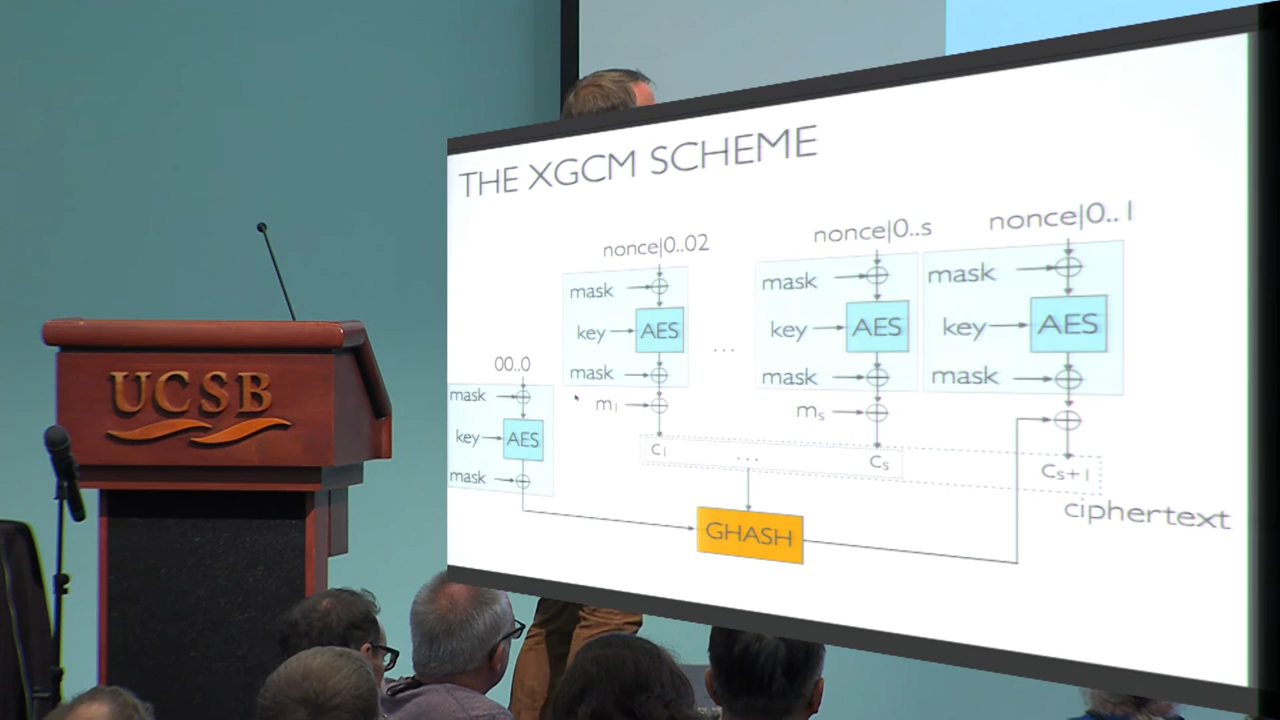 UCSB
THE XGCM SCHEME
nonce|0..02
nonce|0..s
nonce|0..1
mask
mask
mask
key
AES
key
AES
key
AES
...
mask
mask
mask
00..0
m₁
mₛ
mask
key
AES
mask
c₁
...
cₛ
cₛ₊₁
ciphertext
GHASH